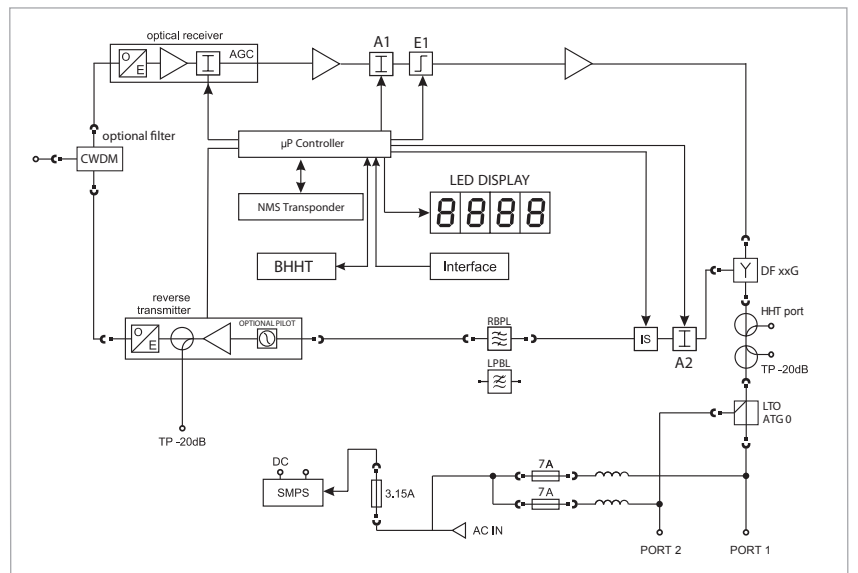 optical receiver
AGC
O
E
A1
E1
optional filter
CWDM
µP Controller
NMS Transponder
LED DISPLAY
8888
BHHT
Interface
DF xxG
HHT port
TP -20dB
reverse
transmitter
OPTIONAL PILOT
O
E
RBPL
LPBL
IS
A2
Y
LTO
ATG 0
TP -20dB
DC
SMPS
3.15A
7A
7A
AC IN
PORT 2
PORT 1